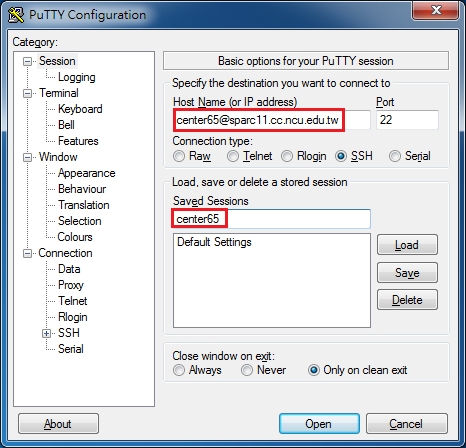 PuTTY Configuration
Category:
Session
Logging
Terminal
Keyboard
Bell
Features
Window
Appearance
Behaviour
Translation
Selection
Colours
Connection
Data
Proxy
Telnet
Rlogin
SSH
Serial
Basic options for your PuTTY session
Specify the destination you want to connect to
Host Name (or IP address) Port
center65@sparc11.cc.ncu.edu.tw 22
Connection type:
Raw Telnet Rlogin SSH Serial
Load, save or delete a stored session
Saved Sessions
center65
Default Settings
Load
Save
Delete
Close window on exit:
Always Never Only on clean exit
About Open Cancel